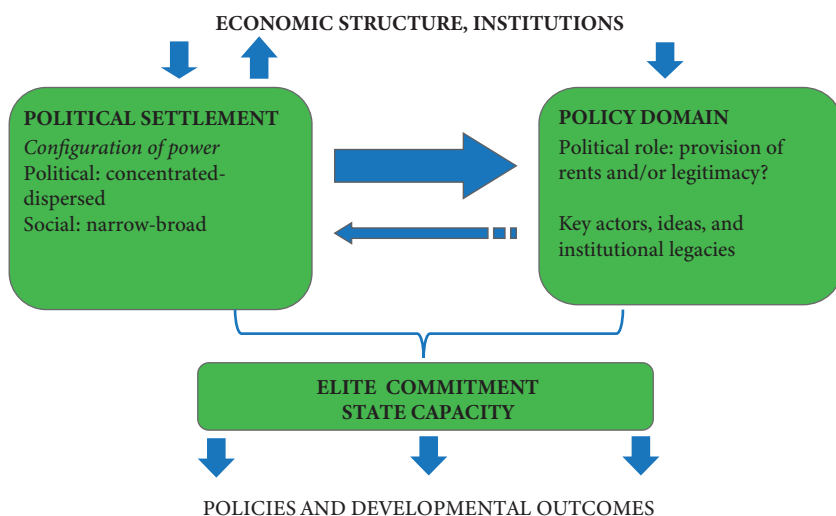 ECONOMIC STRUCTURE, INSTITUTIONS
POLITICAL SETTLEMENT
Configuration of power
Political: concentrated-
dispersed
Social: narrow-broad
POLICY DOMAIN
Political role: provision of
rents and/or legitimacy?
Key actors, ideas, and
institutional legacies
ELITE COMMITMENT
STATE CAPACITY
POLICIES AND DEVELOPMENTAL OUTCOMES